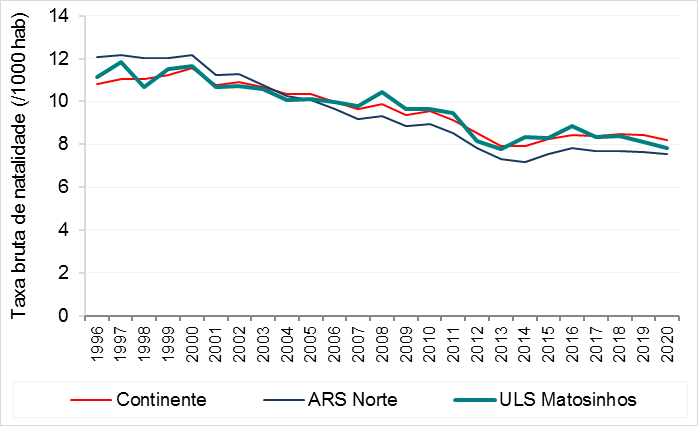 Taxa bruta de natalidade (/1000 hab)
14
12
10
8
6
4
2
0
1996 1997 1998 1999 2000 2001 2002 2003 2004 2005 2006 2007 2008 2009 2010 2011 2012 2013 2014 2015 2016 2017 2018 2019 2020
Continente ARS Norte ULS Matosinhos